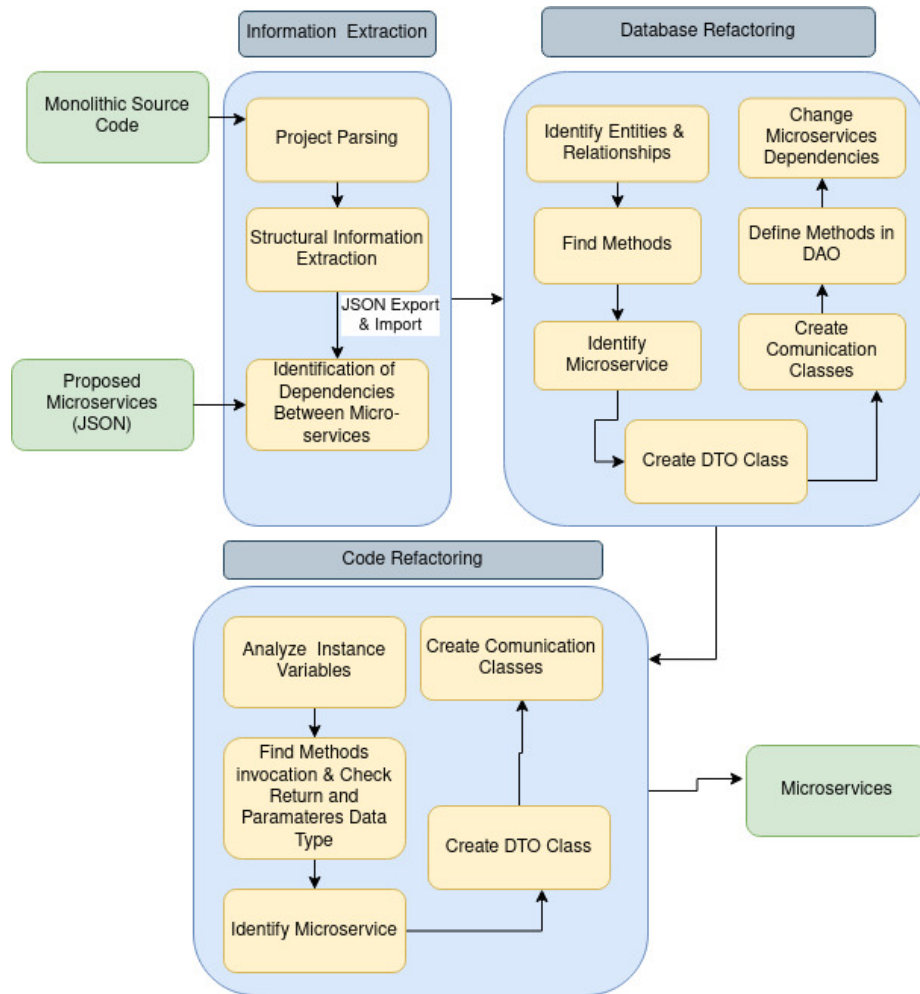 Information  Extraction
Monolithic Source
Code
Project Parsing
Structural Information
Extraction
JSON Export
& Import
Proposed
Microservices
(JSON)
Identification of
Dependencies
Between Micro-
services
Database Refactoring
Identify Entities &
Relationships
Find Methods
Identify
Microservice
Create DTO Class
Create
Comunication
Classes
Define Methods in
DAO
Change
Microservices
Dependencies
Code Refactoring
Analyze  Instance
Variables
Find Methods
invocation & Check
Return and
Paramateres Data
Type
Identify Microservice
Create DTO Class
Create Comunication
Classes
Microservices